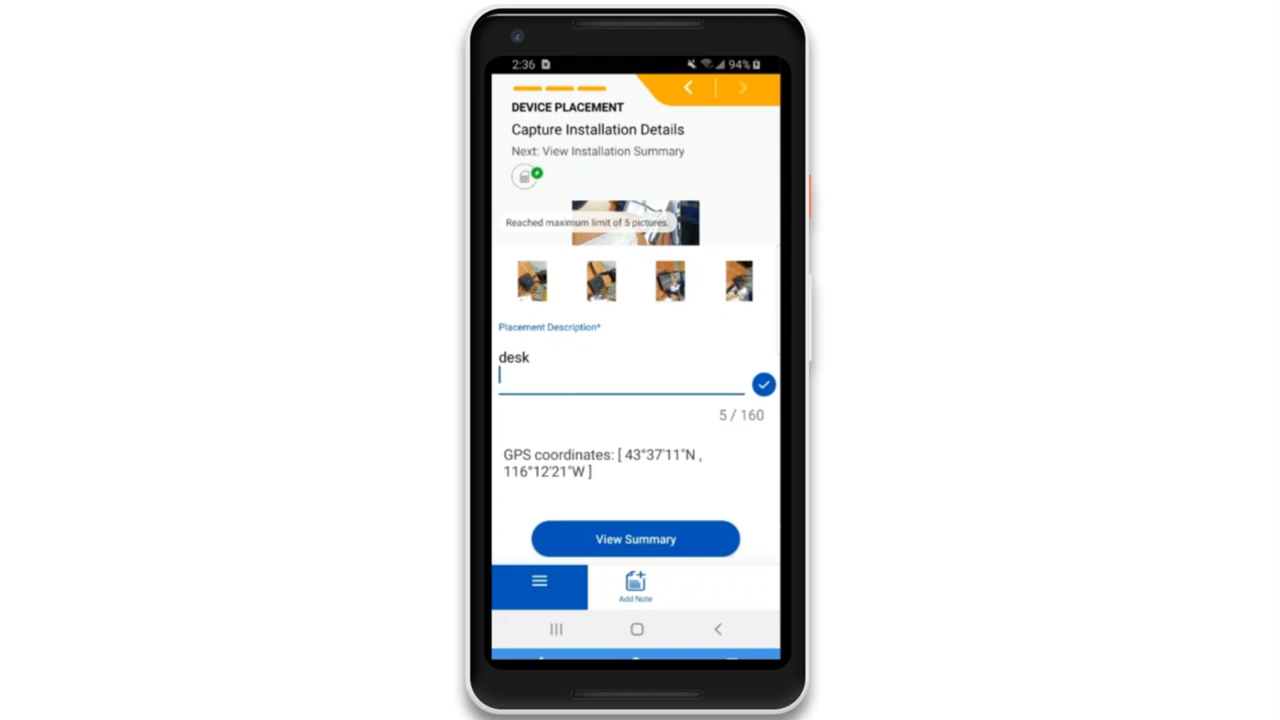 2:36
94%
DEVICE PLACEMENT
Capture Installation Details
Next: View Installation Summary
Reached maximum limit of 5 pictures.
Placement Description*
desk
5 / 160
GPS coordinates: [ 43°37'11"N ,
116°12'21"W ]
View Summary
Add Note